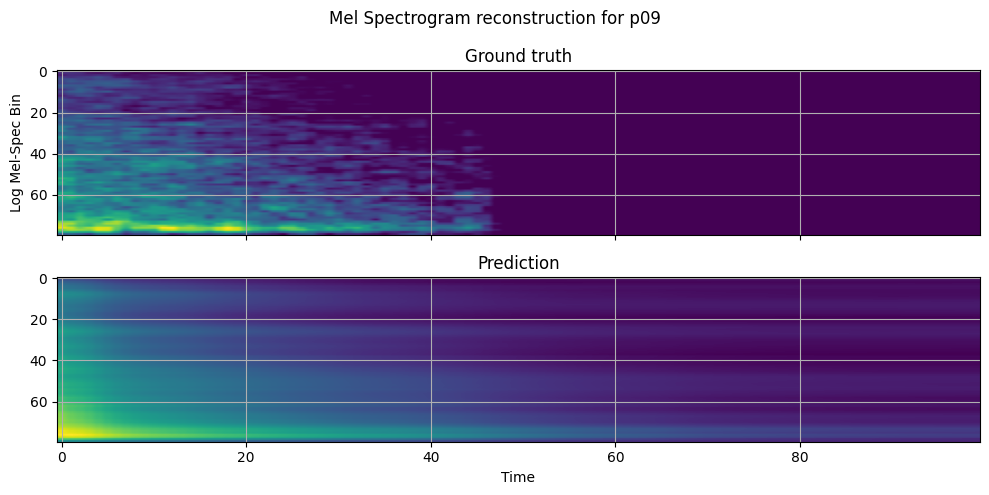 Mel Spectrogram reconstruction for p09
Ground truth
0
20
40
60
Log Mel-Spec Bin
Prediction
0
20
40
60
0 20 40 60 80
Time